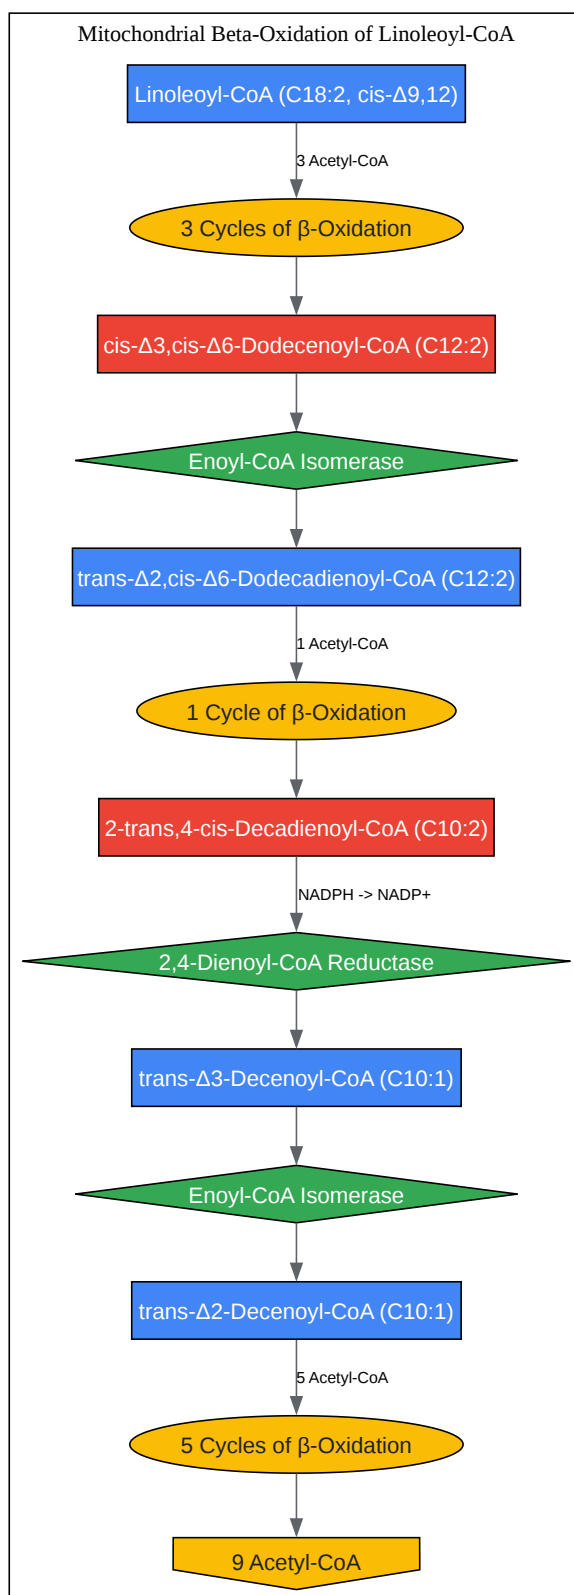 Mitochondrial Beta-Oxidation of Linoleoyl-CoA
Linoleoyl-CoA (C18:2, cis-Δ9,12)
3 Acetyl-CoA
3 Cycles of β-Oxidation
cis-Δ3,cis-Δ6-Dodecenoyl-CoA (C12:2)
Enoyl-CoA Isomerase
trans-Δ2,cis-Δ6-Dodecadienoyl-CoA (C12:2)
1 Acetyl-CoA
1 Cycle of β-Oxidation
2-trans,4-cis-Decadienoyl-CoA (C10:2)
NADPH -> NADP+
2,4-Dienoyl-CoA Reductase
trans-Δ3-Decenoyl-CoA (C10:1)
Enoyl-CoA Isomerase
trans-Δ2-Decenoyl-CoA (C10:1)
5 Acetyl-CoA
5 Cycles of β-Oxidation
9 Acetyl-CoA